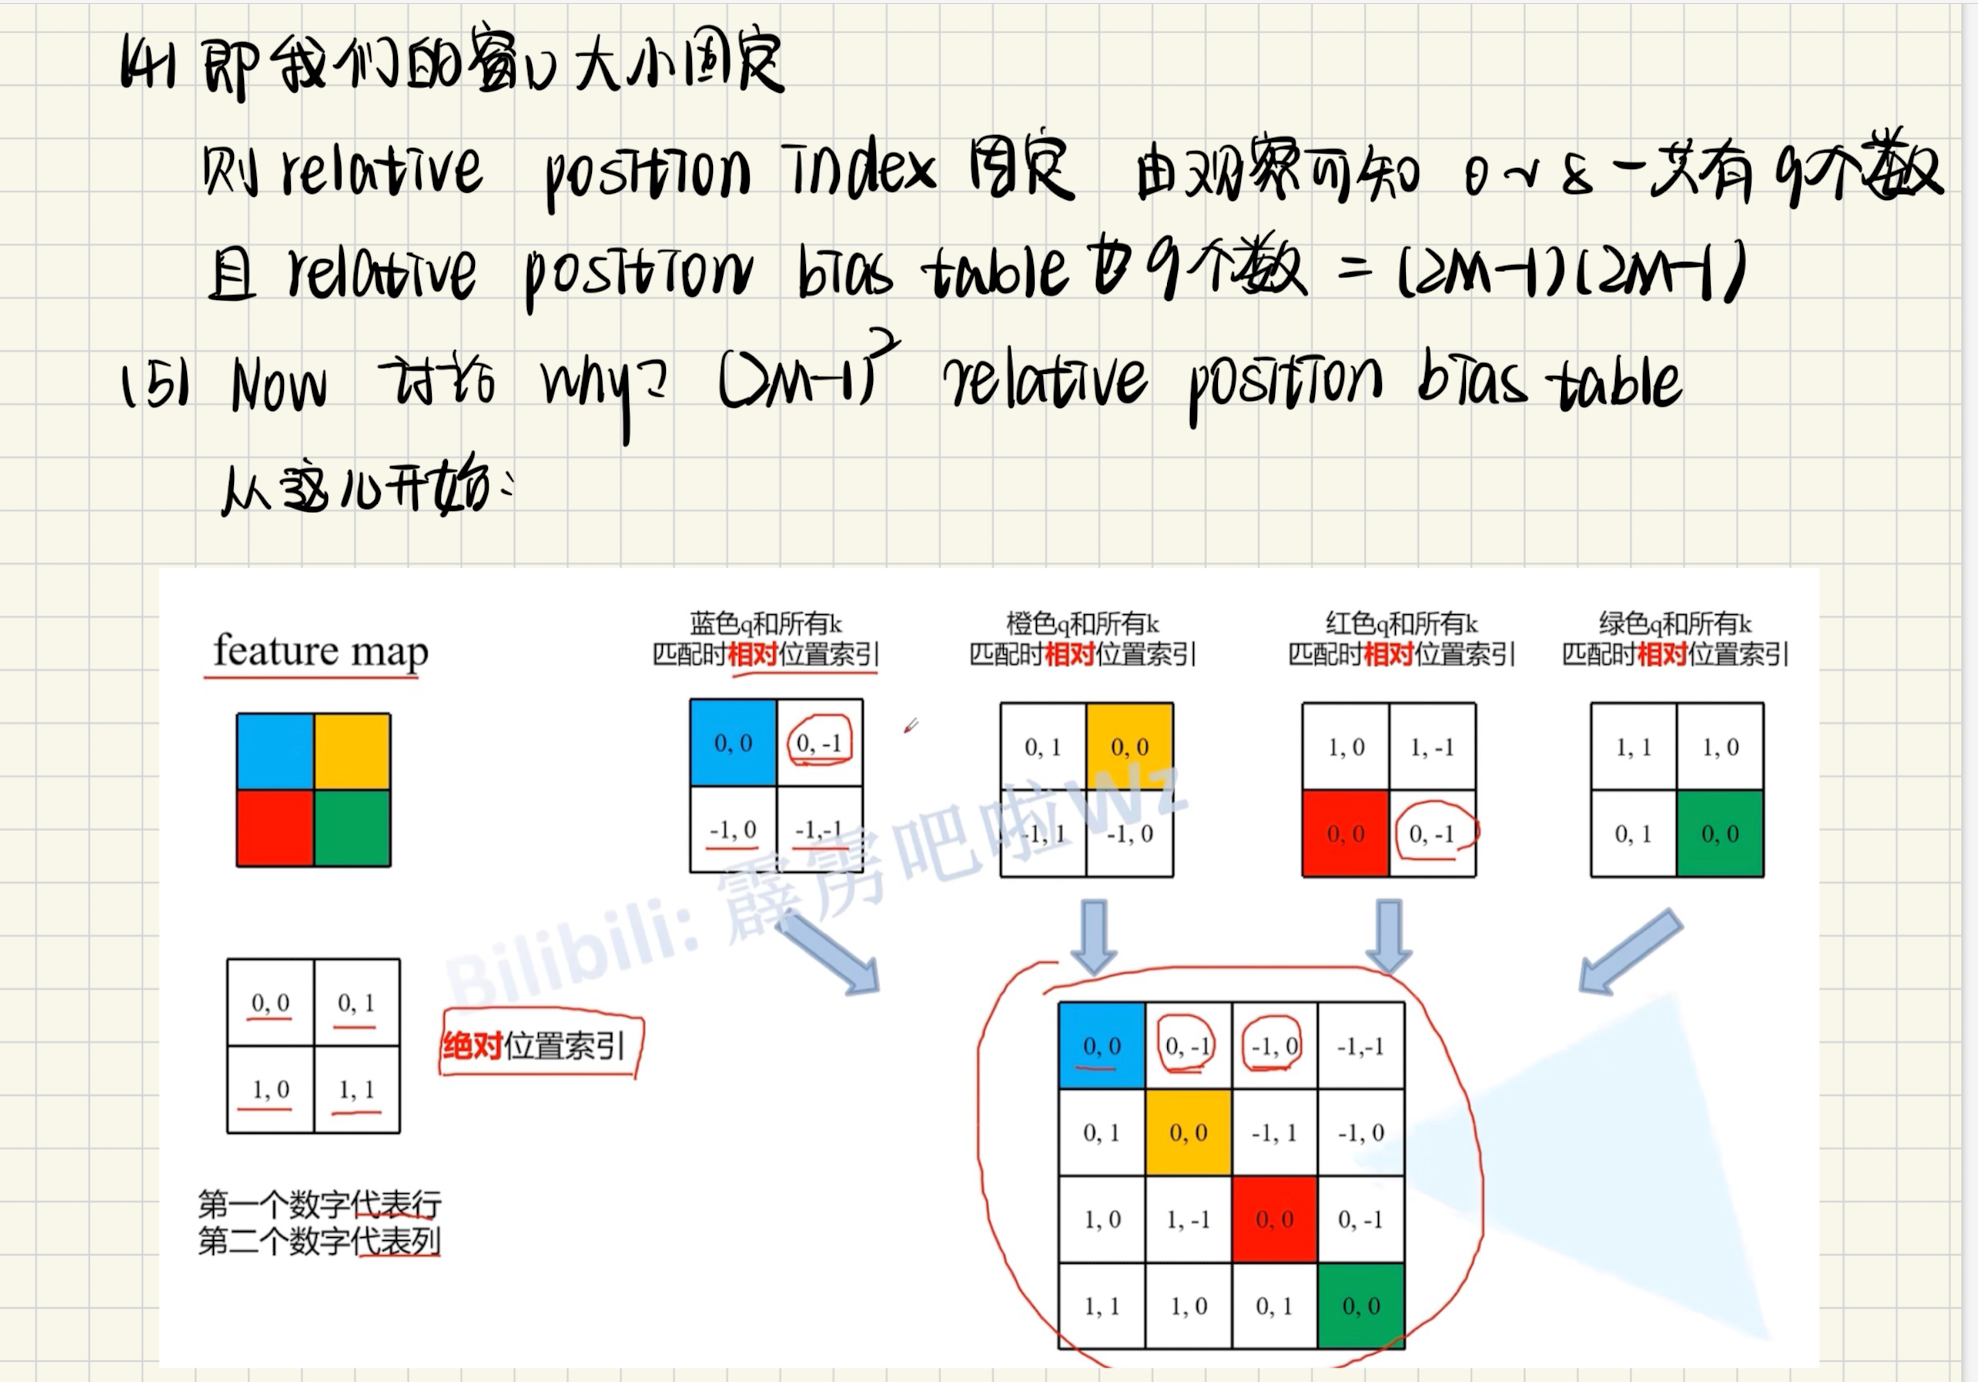 (4) 即我们的窗口大小固定
则 relative position index 固定 由观察可知 0~8 一共有9个数
且 relative position bias table 也9个数 = (2M-1)(2M-1)
(5) Now 讨论 why? (2M-1)² relative position bias table
从这儿开始:
feature map
蓝色q和所有k
匹配时相对位置索引
橙色q和所有k
匹配时相对位置索引
红色q和所有k
匹配时相对位置索引
绿色q和所有k
匹配时相对位置索引
0, 0 0, -1
-1, 0 -1,-1
0, 1 0, 0
-1, 1 -1, 0
1, 0 1, -1
0, 0 0, -1
1, 1 1, 0
0, 1 0, 0
Bilibili: 霹雳吧啦Wz
0, 0 0, 1
1, 0 1, 1
绝对位置索引
第一个数字代表行
第二个数字代表列
0, 0 0, -1 -1, 0 -1,-1
0, 1 0, 0 -1, 1 -1, 0
1, 0 1, -1 0, 0 0, -1
1, 1 1, 0 0, 1 0, 0